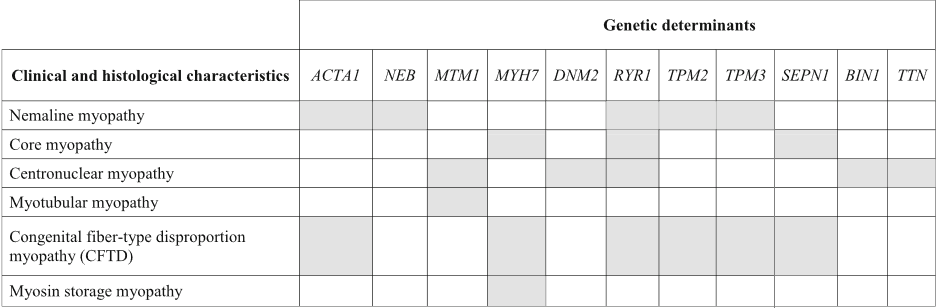 Genetic determinants
Clinical and histological characteristics ACTA1 NEB MTM1 MYH7 DNM2 RYR1 TPM2 TPM3 SEPN1 BIN1 TTN
Nemaline myopathy
Core myopathy
Centronuclear myopathy
Myotubular myopathy
Congenital fiber-type disproportion
myopathy (CFTD)
Myosin storage myopathy